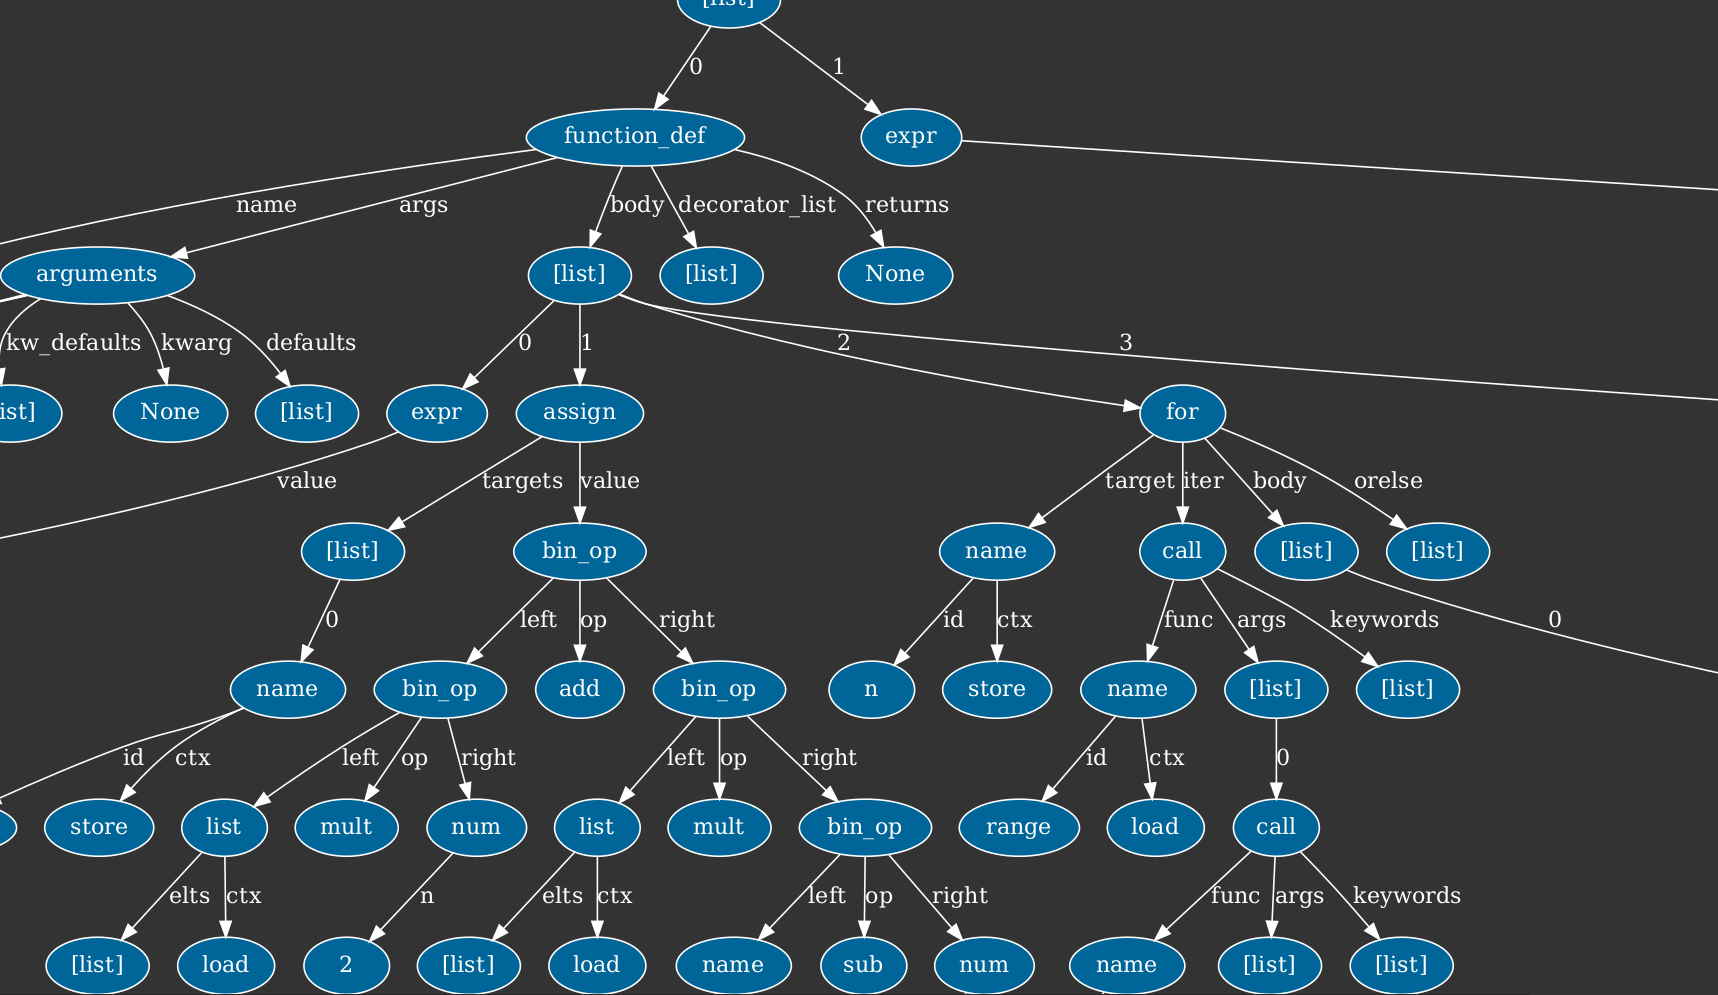 [list]
0 1
function_def expr
name args body decorator_list returns
arguments [list] [list] None
kw_defaults kwarg defaults 0 1 2 3
ist] None [list] expr assign for
value targets value target iter body orelse
[list] bin_op name call [list] [list]
0 left op right id ctx func args keywords 0
name bin_op add bin_op n store name [list] [list]
id ctx left op right left op right id ctx 0
store list mult num list mult bin_op range load call
elts ctx n elts ctx left op right func args keywords
[list] load 2 [list] load name sub num name [list] [list]